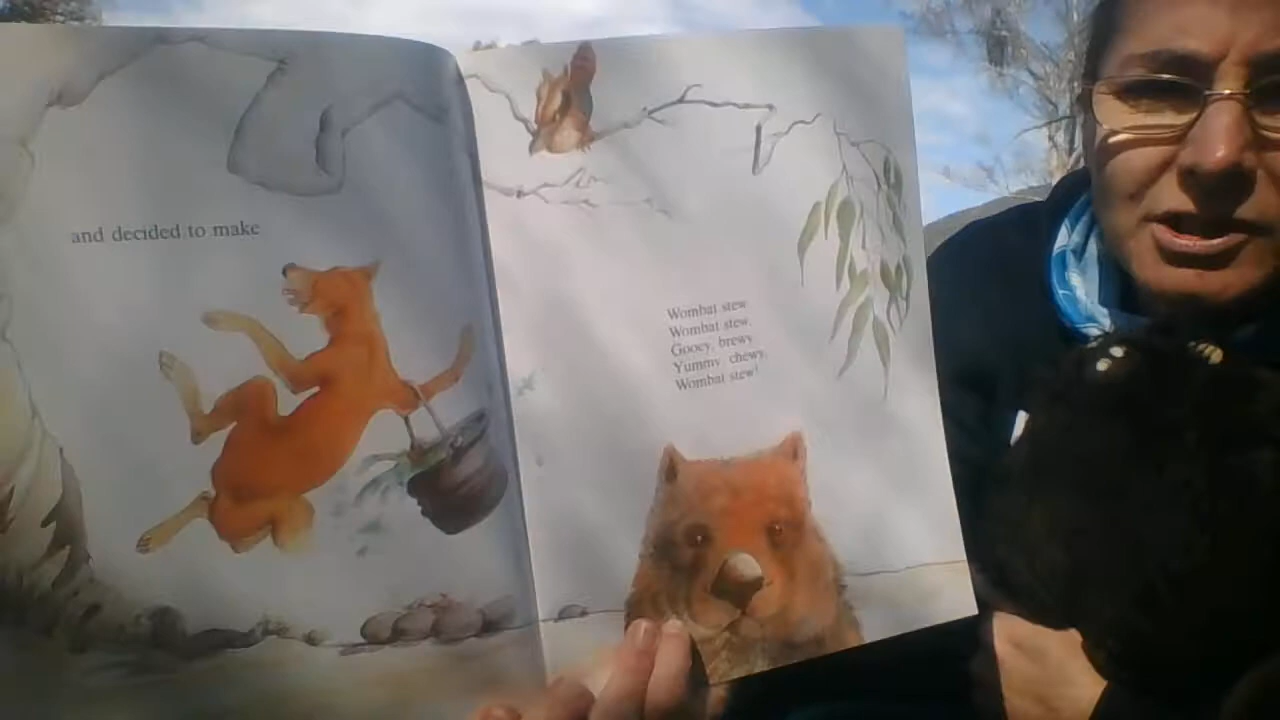 and decided to make
Wombat stew
Wombat stew,
Gooey, brewy
Yummy, chewy,
Wombat stew!